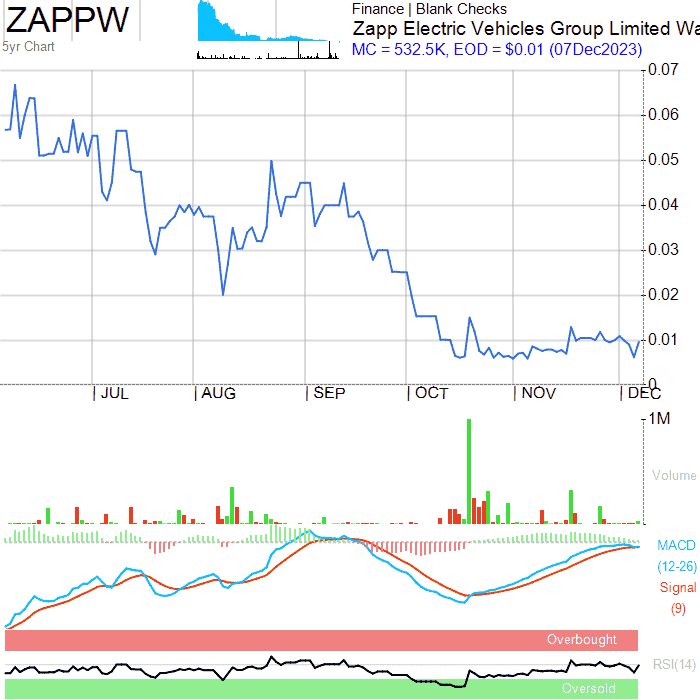 ZAPPW
5yr Chart
Finance | Blank Checks
Zapp Electric Vehicles Group Limited Wa
MC = 532.5K, EOD = $0.01 (07Dec2023)
0.07
0.06
0.05
0.04
0.03
0.02
0.01
0
JUL AUG SEP OCT NOV DEC
1M
Volume
MACD
(12-26)
Signal
(9)
Overbought
RSI(14)
Oversold